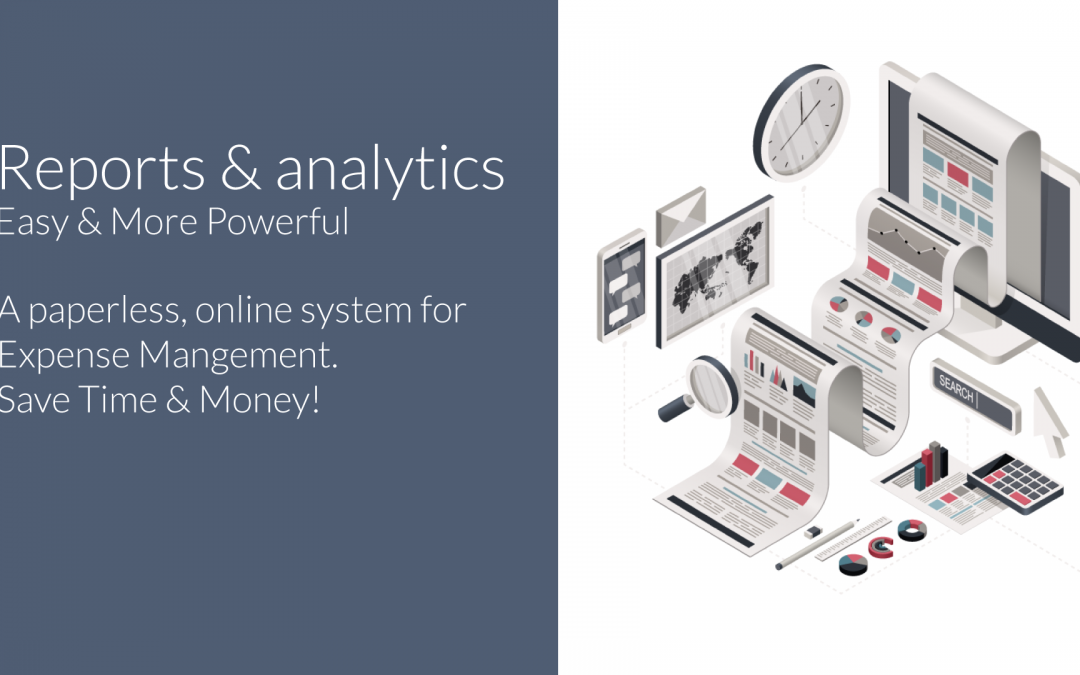 Reports & analytics
Easy & More Powerful
A paperless, online system for
Expense Mangement.
Save Time & Money!
SEARCH